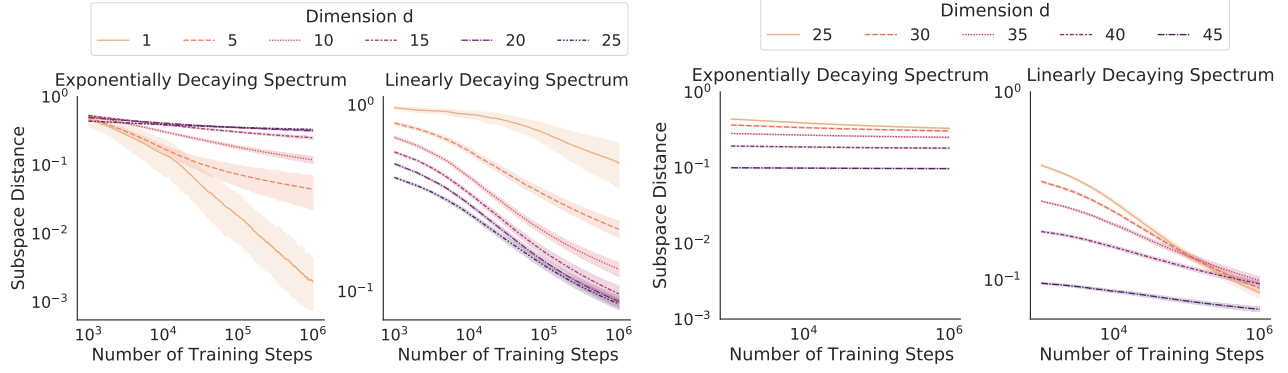 Dimension d
1 5 10 15 20 25
Exponentially Decaying Spectrum
Linearly Decaying Spectrum
Subspace Distance
10^0
10^-1
10^-2
10^-3
10^3 10^4 10^5 10^6
Number of Training Steps
10^0
10^-1
10^3 10^4 10^5 10^6
Number of Training Steps
Dimension d
25 30 35 40 45
Exponentially Decaying Spectrum
Linearly Decaying Spectrum
Subspace Distance
10^0
10^-1
10^-2
10^-3
10^4 10^6
Number of Training Steps
10^0
10^-1
10^4 10^6
Number of Training Steps